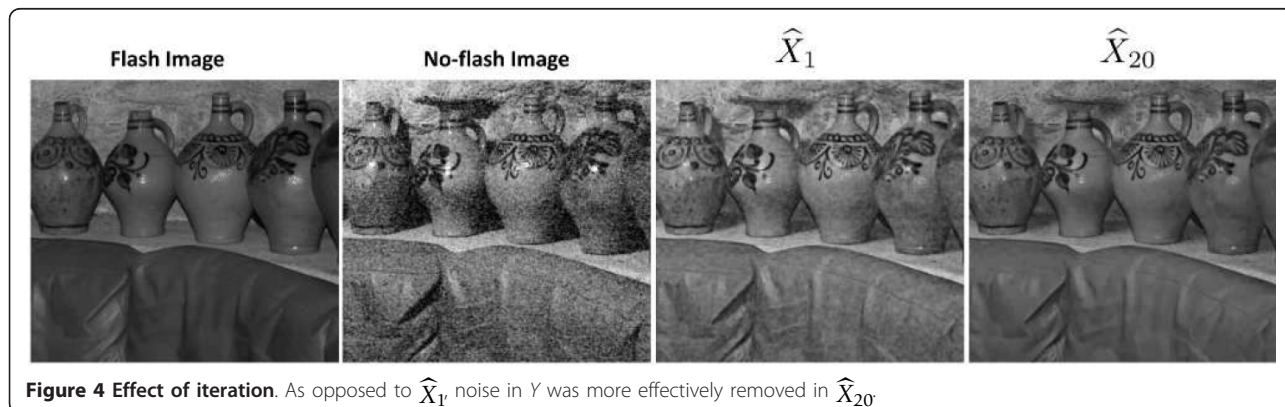 Flash Image
No-flash Image
X̂₁
X̂₂₀
Figure 4 Effect of iteration. As opposed to X̂₁, noise in Y was more effectively removed in X̂₂₀.